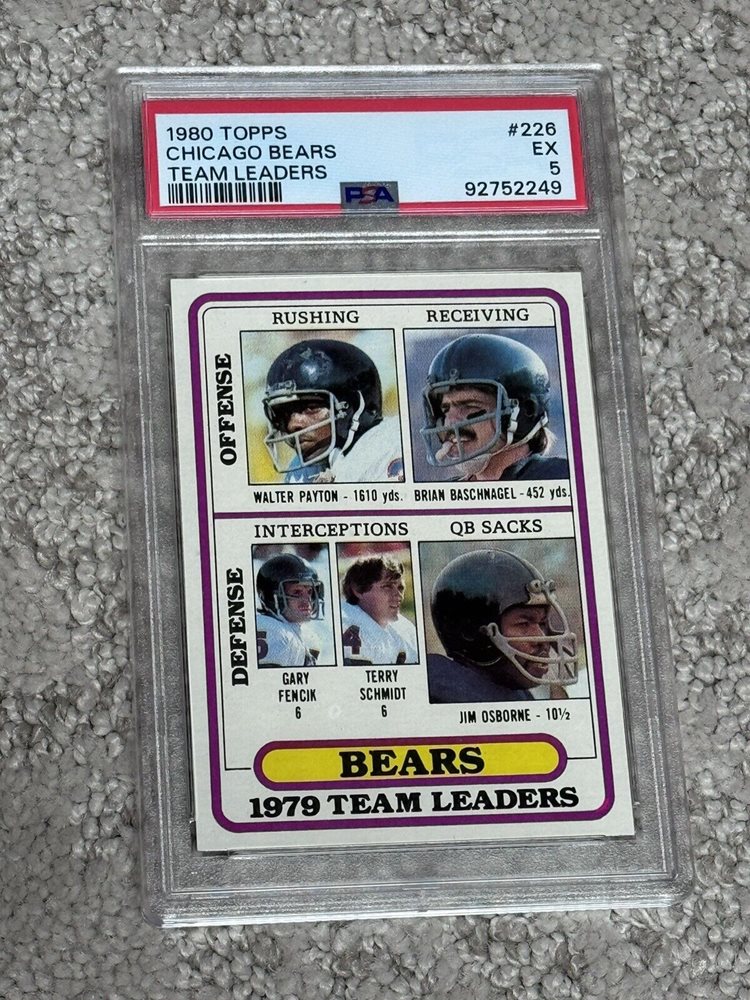 1980 TOPPS #226
CHICAGO BEARS EX
TEAM LEADERS 5
PSA 92752249
RUSHING RECEIVING
OFFENSE
WALTER PAYTON - 1610 yds. BRIAN BASCHNAGEL - 452 yds.
INTERCEPTIONS QB SACKS
DEFENSE
GARY TERRY
FENCIK SCHMIDT
6 6
JIM OSBORNE - 10½
BEARS
1979 TEAM LEADERS